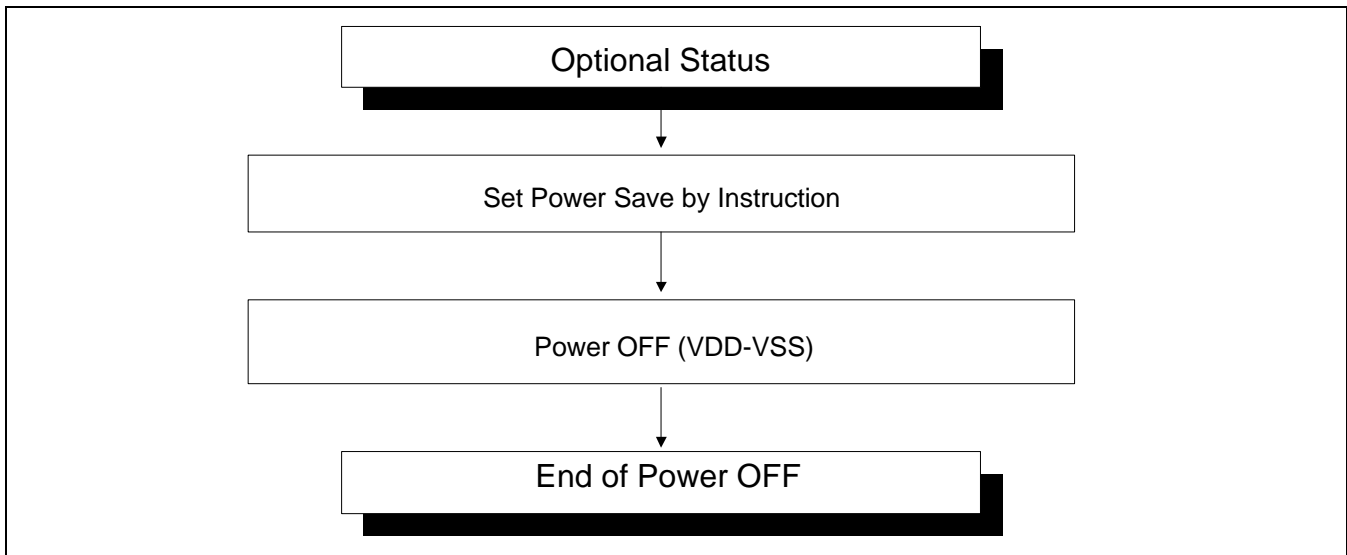 Optional Status
Set Power Save by Instruction
Power OFF (VDD-VSS)
End of Power OFF